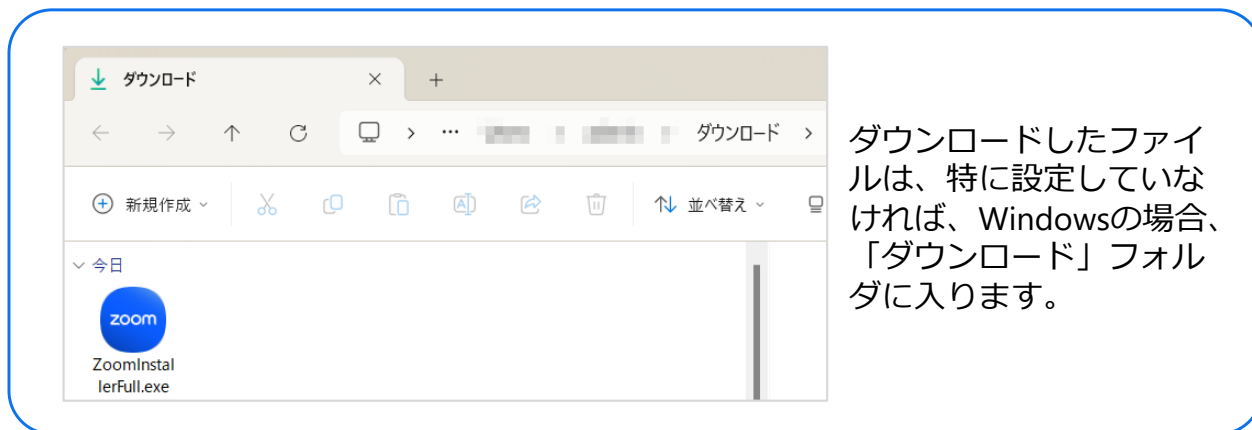 ダウンロード
ダウンロード
新規作成
並べ替え
今日
zoom
ZoomInstal
lerFull.exe
ダウンロードしたファイ
ルは、特に設定していな
ければ、Windowsの場合、
「ダウンロード」フォル
ダに入ります。